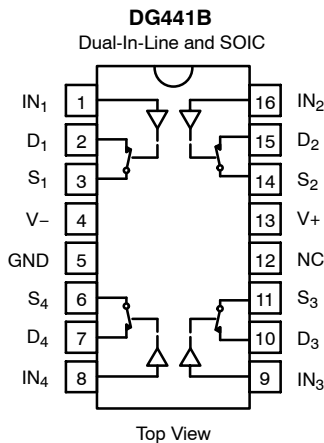 DG441B
Dual-In-Line and SOIC
IN₁ 1 16 IN₂
D₁ 2 15 D₂
S₁ 3 14 S₂
V− 4 13 V+
GND 5 12 NC
S₄ 6 11 S₃
D₄ 7 10 D₃
IN₄ 8 9 IN₃
Top View